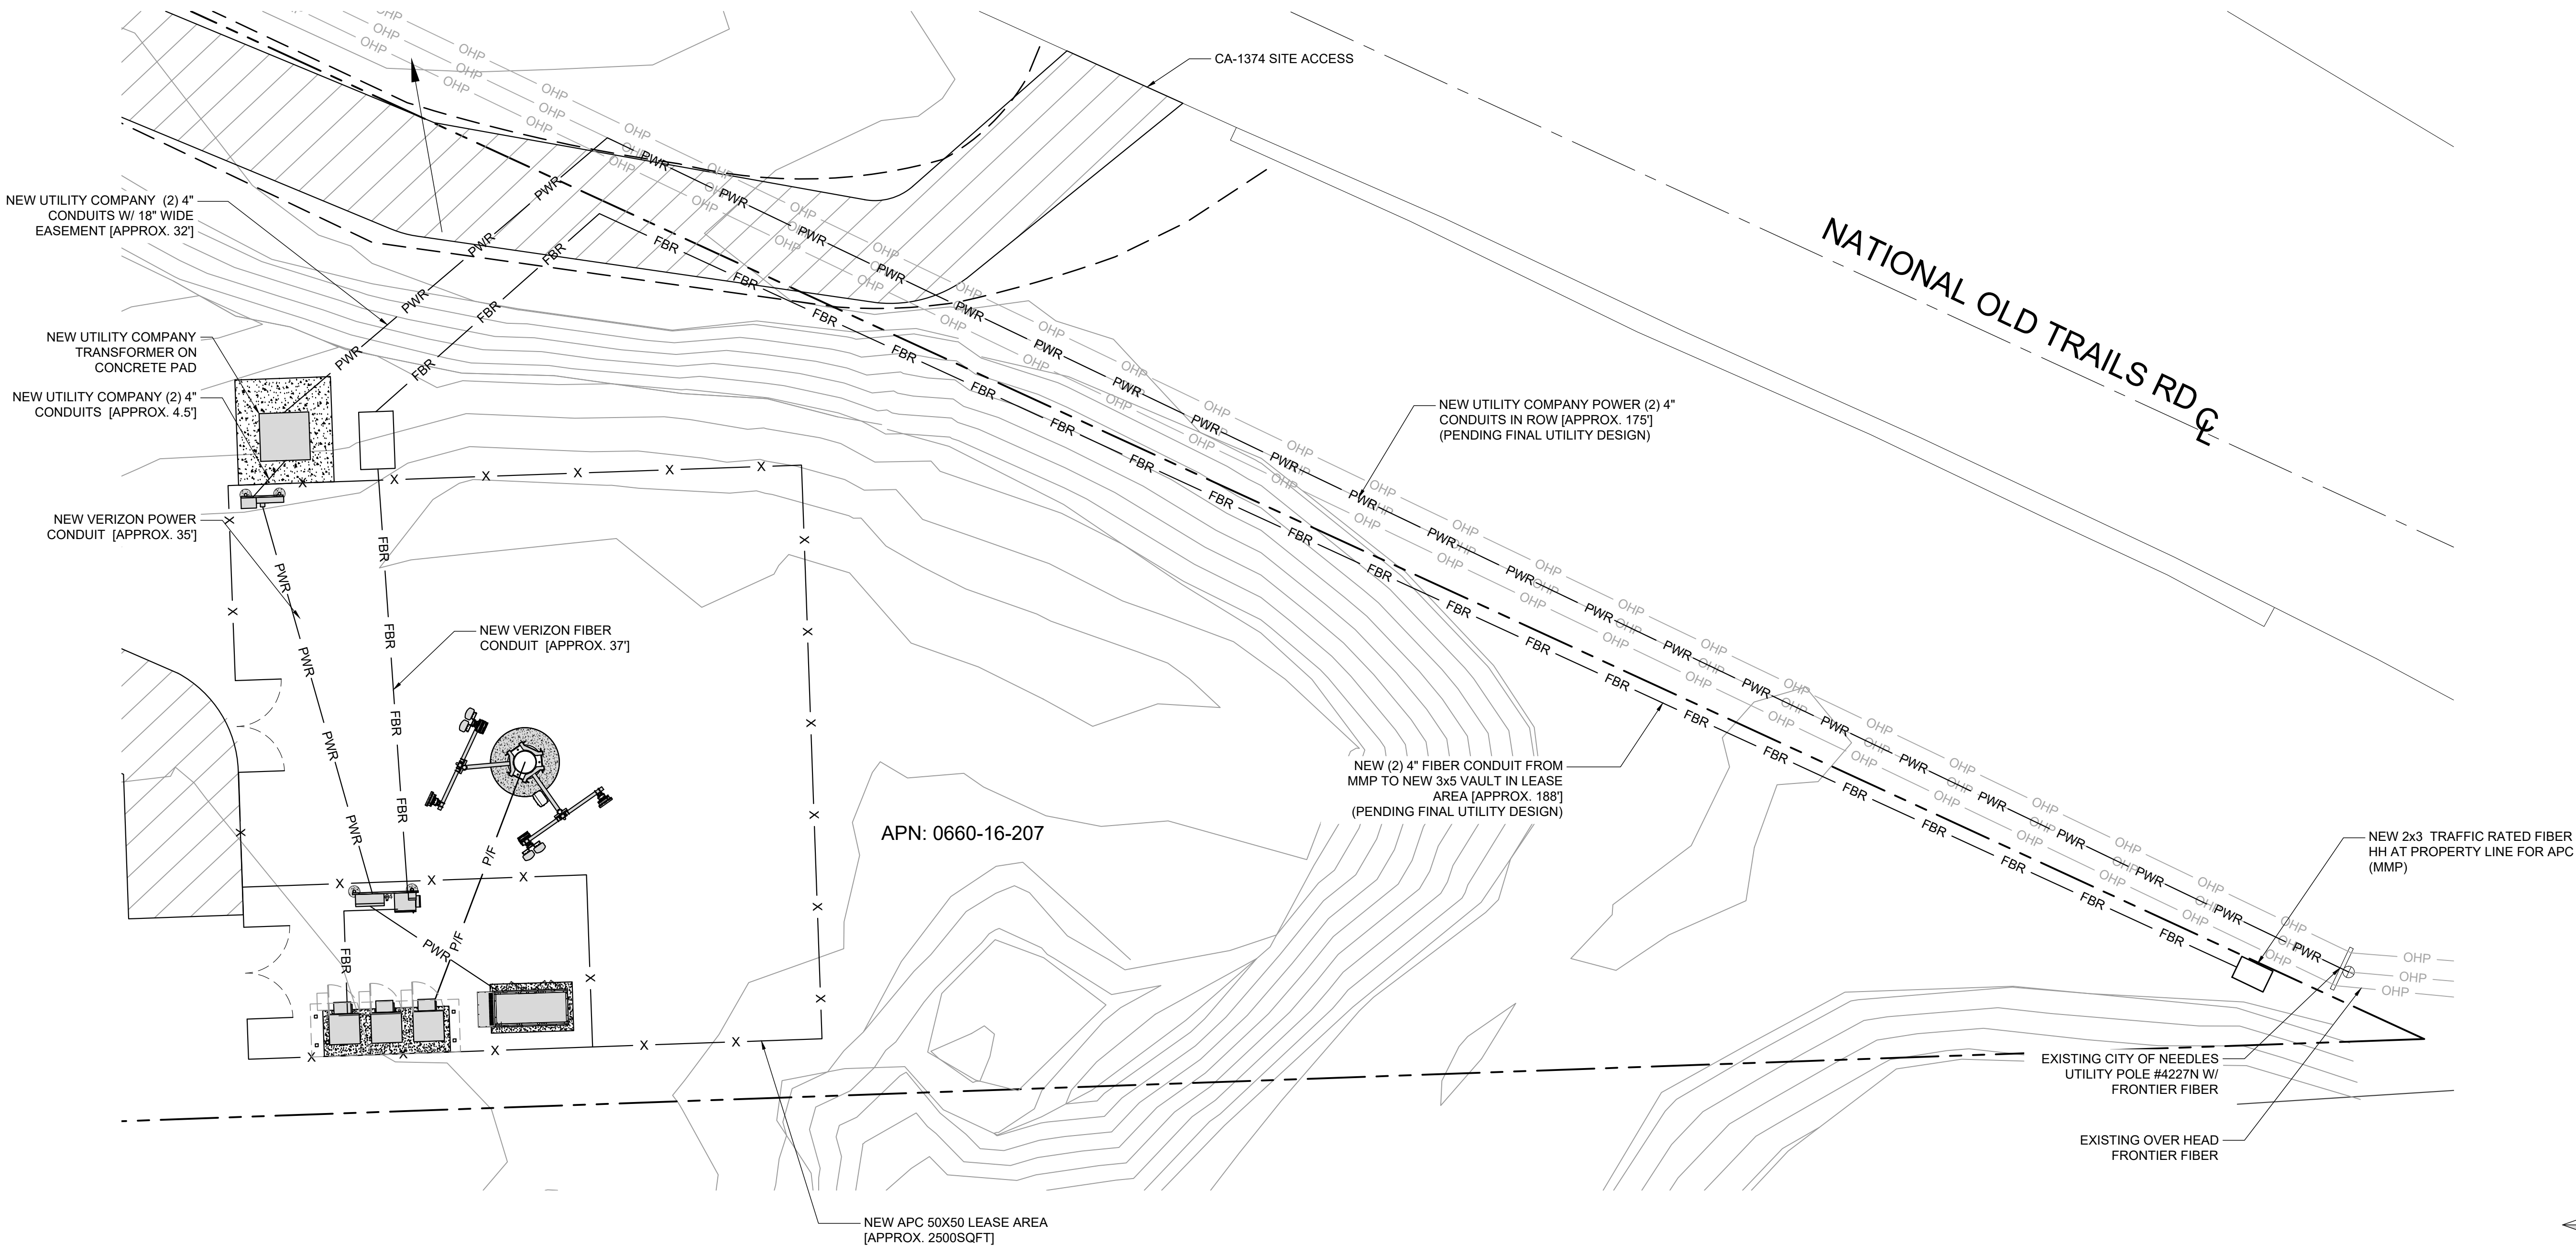 CA-1374 SITE ACCESS
NATIONAL OLD TRAILS RD ℄
NEW UTILITY COMPANY (2) 4"
CONDUITS W/ 18" WIDE
EASEMENT [APPROX. 32']
NEW UTILITY COMPANY
TRANSFORMER ON
CONCRETE PAD
NEW UTILITY COMPANY (2) 4"
CONDUITS [APPROX. 4.5']
NEW VERIZON POWER
CONDUIT [APPROX. 35']
NEW VERIZON FIBER
CONDUIT [APPROX. 37']
NEW UTILITY COMPANY POWER (2) 4"
CONDUITS IN ROW [APPROX. 175']
(PENDING FINAL UTILITY DESIGN)
NEW (2) 4" FIBER CONDUIT FROM
MMP TO NEW 3x5 VAULT IN LEASE
AREA [APPROX. 188']
(PENDING FINAL UTILITY DESIGN)
APN: 0660-16-207
NEW 2x3 TRAFFIC RATED FIBER
HH AT PROPERTY LINE FOR APC
(MMP)
EXISTING CITY OF NEEDLES
UTILITY POLE #4227N W/
FRONTIER FIBER
EXISTING OVER HEAD
FRONTIER FIBER
NEW APC 50X50 LEASE AREA
[APPROX. 2500SQFT]
OHP
PWR
FBR
P/F
X